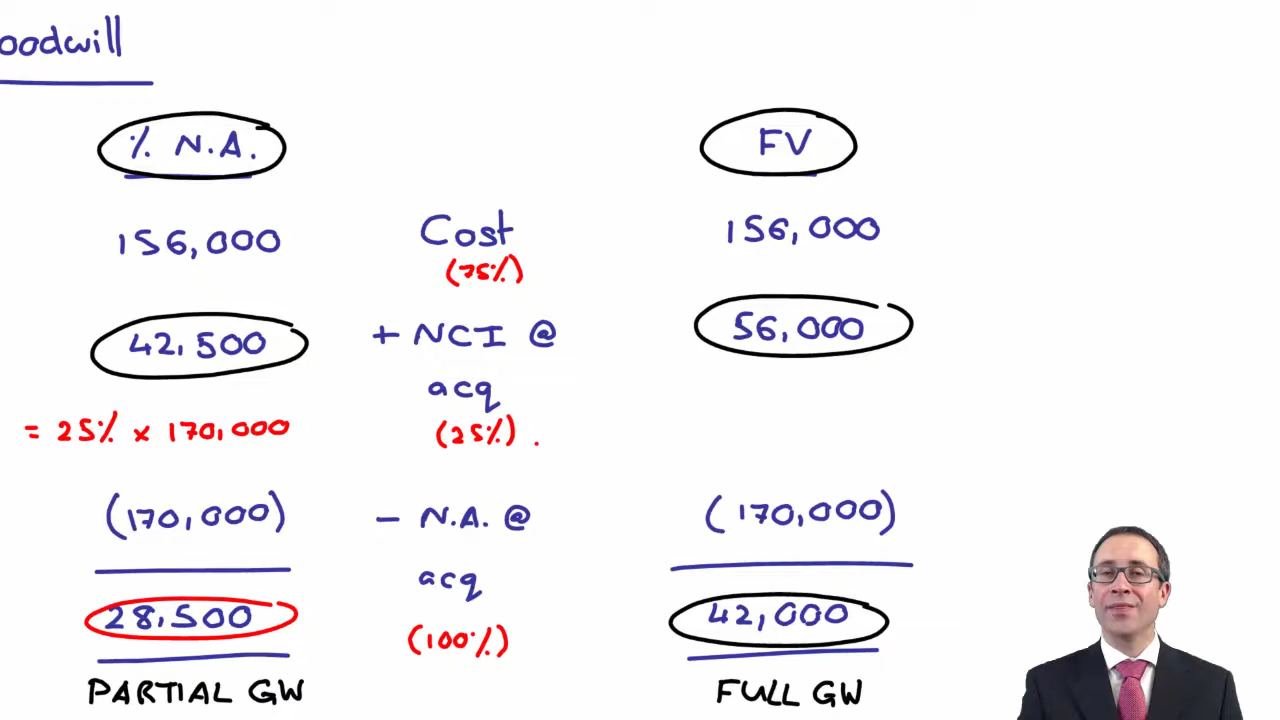 oodwill
% N.A. FV
156,000 Cost 156,000
(75%)
42,500 + NCI @ 56,000
acq
= 25% x 170,000 (25%).
(170,000) - N.A. @ (170,000)
acq
28,500 42,000
(100%)
PARTIAL GW FULL GW